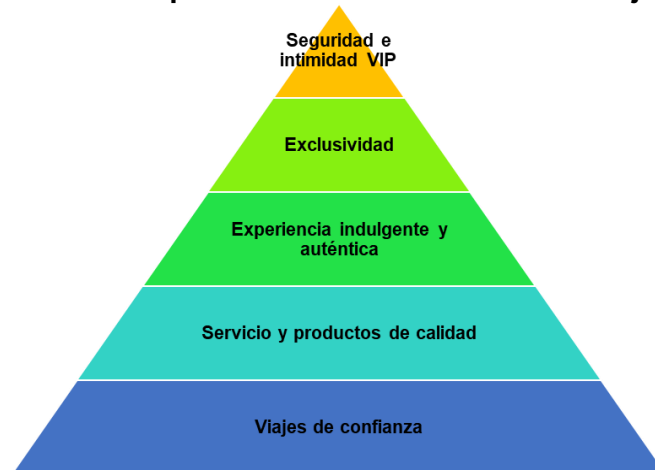 Seguridad e
intimidad VIP
Exclusividad
Experiencia indulgente y
auténtica
Servicio y productos de calidad
Viajes de confianza